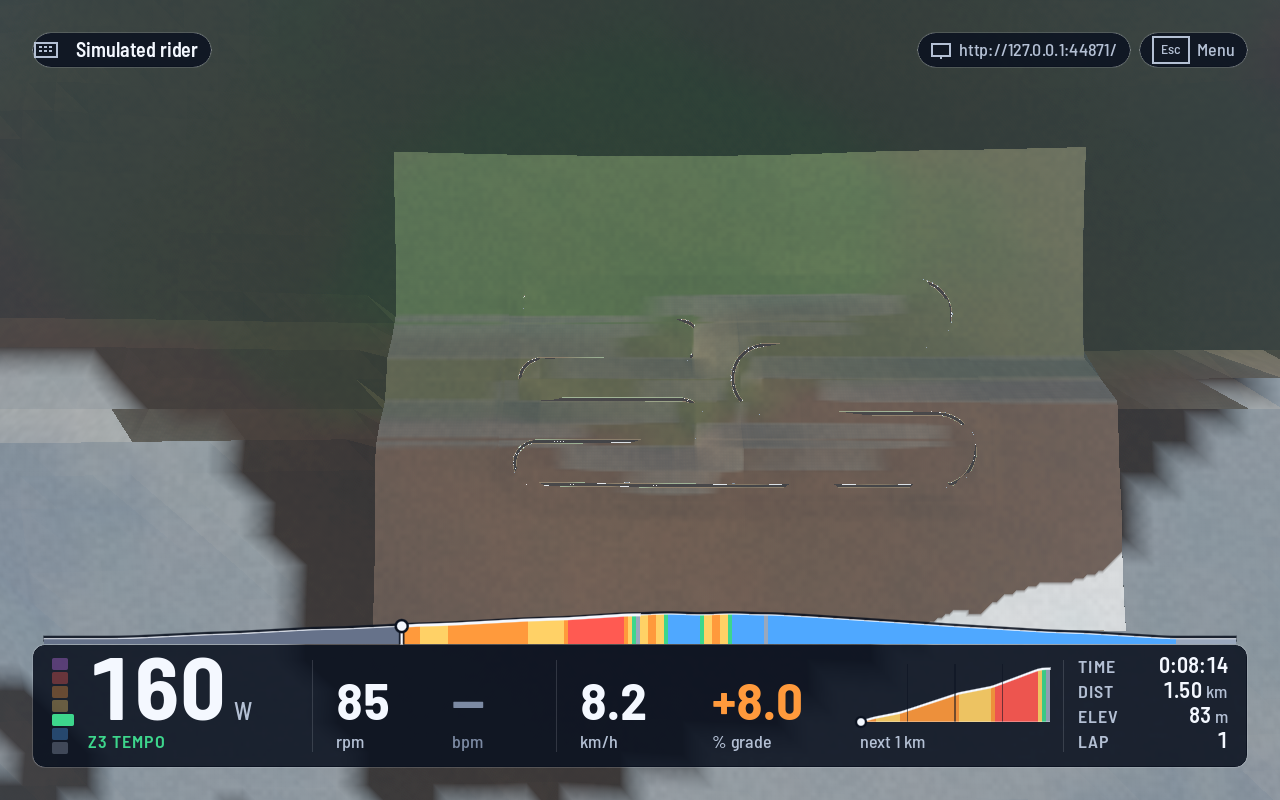 Simulated rider
http://127.0.0.1:44871/
Esc Menu
160 W
Z3 TEMPO
85
rpm
—
bpm
8.2
km/h
+8.0
% grade
next 1 km
TIME 0:08:14
DIST 1.50 km
ELEV 83 m
LAP 1